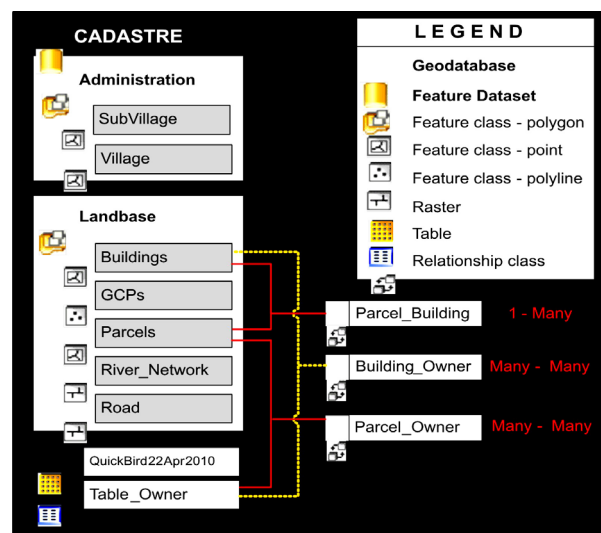 CADASTRE
Administration
SubVillage
Village
Landbase
Buildings
GCPs
Parcels
River_Network
Road
QuickBird22Apr2010
Table_Owner
LEGEND
Geodatabase
Feature Dataset
Feature class - polygon
Feature class - point
Feature class - polyline
Raster
Table
Relationship class
Parcel_Building 1 - Many
Building_Owner Many - Many
Parcel_Owner Many - Many